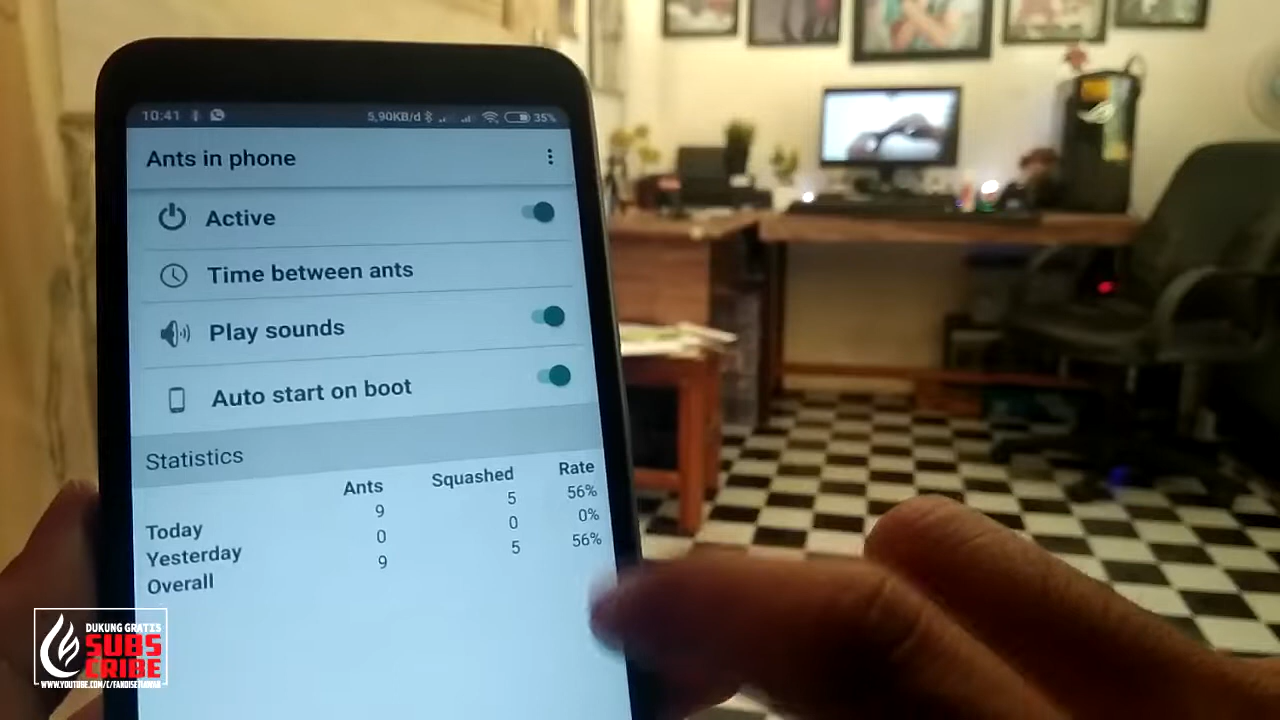 10:41 5,90KB/d 35%
Ants in phone
Active
Time between ants
Play sounds
Auto start on boot
Statistics
Ants Squashed Rate
Today 9 5 56%
Yesterday 0 0 0%
Overall 9 5 56%
DUKUNG GRATIS
SUBS
CRIBE